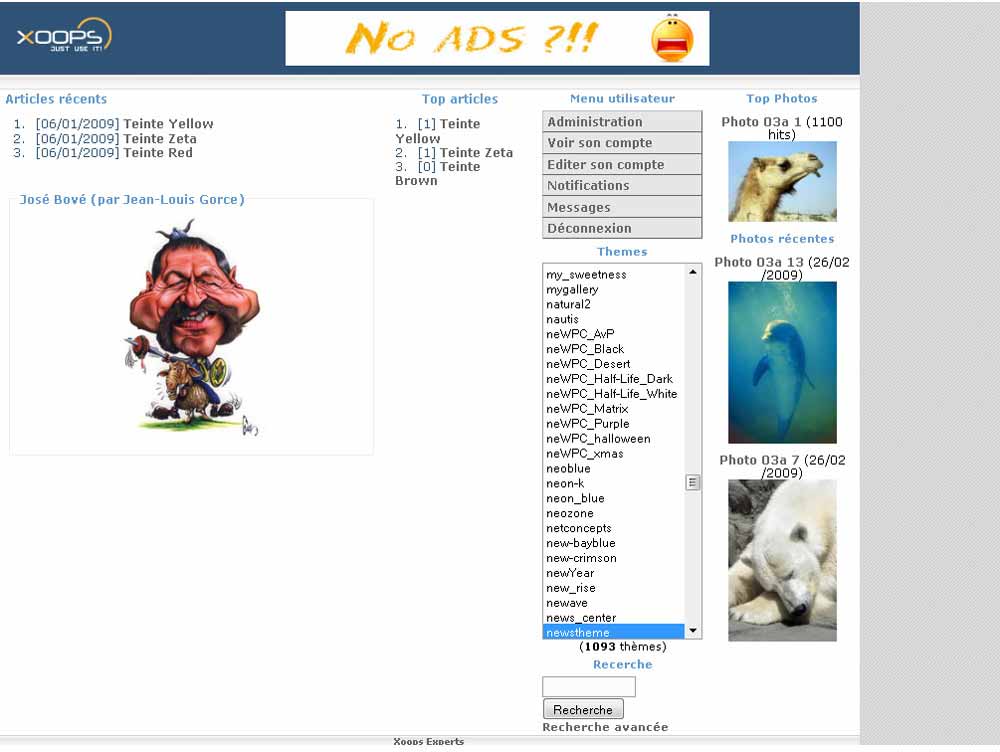 XOOPS
JUST USE IT!
No ADS ?!!
Articles récents
1. [06/01/2009] Teinte Yellow
2. [06/01/2009] Teinte Zeta
3. [06/01/2009] Teinte Red
Top articles
1. [1] Teinte
Yellow
2. [1] Teinte Zeta
3. [0] Teinte
Brown
José Bové (par Jean-Louis Gorce)
Menu utilisateur
Administration
Voir son compte
Editer son compte
Notifications
Messages
Déconnexion
Themes
my_sweetness
mygallery
natural2
nautis
neWPC_AvP
neWPC_Black
neWPC_Desert
neWPC_Half-Life_Dark
neWPC_Half-Life_White
neWPC_Matrix
neWPC_Purple
neWPC_halloween
neWPC_xmas
neoblue
neon-k
neon_blue
neozone
netconcepts
new-bayblue
new-crimson
newYear
new_rise
newave
news_center
newstheme
(1093 thèmes)
Recerche
Recherche
Recherche avancée
Top Photos
Photo 03a 1 (1100
hits)
Photos récentes
Photo 03a 13 (26/02
/2009)
Photo 03a 7 (26/02
/2009)
Xoops Experts